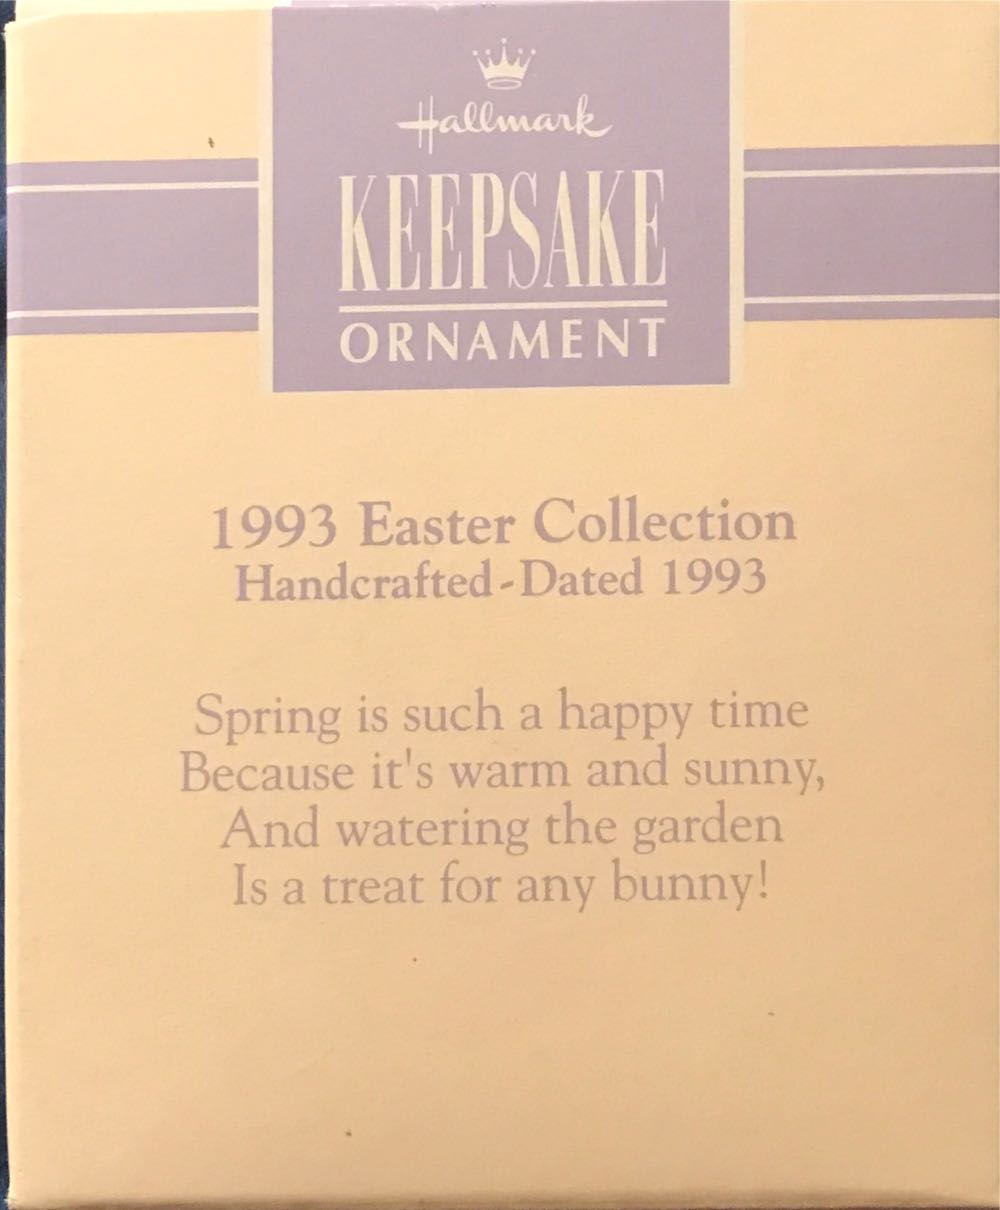 Hallmark
KEEPSAKE
ORNAMENT
1993 Easter Collection
Handcrafted-Dated 1993
Spring is such a happy time
Because it's warm and sunny,
And watering the garden
Is a treat for any bunny!